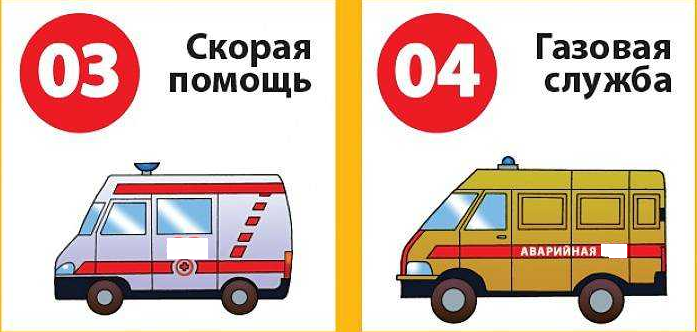 03
Скорая
помощь
04
Газовая
служба
АВАРИЙНАЯ